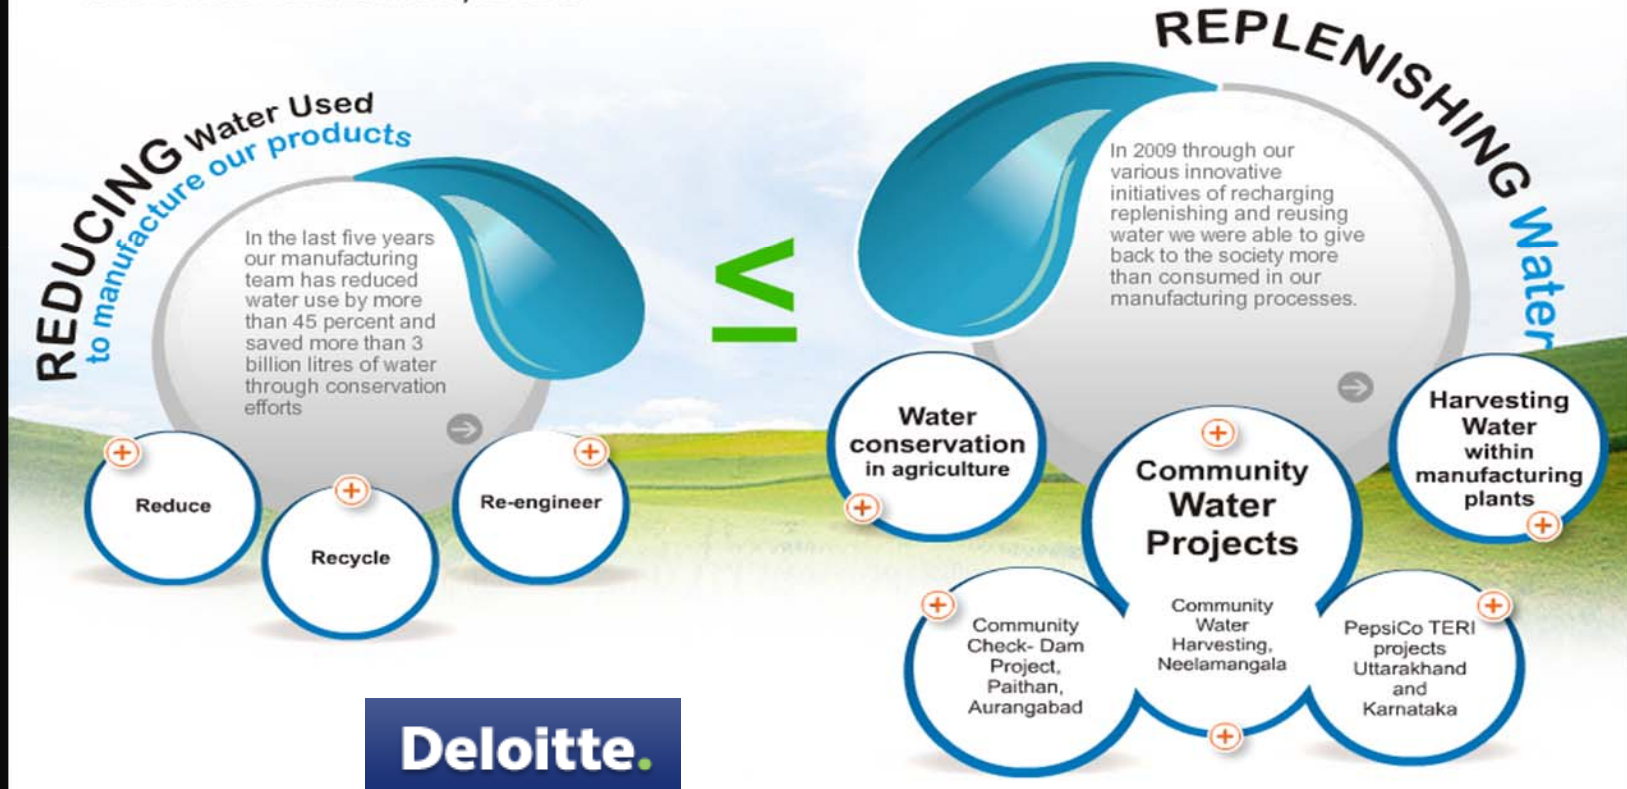 REDUCING Water Used
to manufacture our products
In the last five years
our manufacturing
team has reduced
water use by more
than 45 percent and
saved more than 3
billion litres of water
through conservation
efforts
Reduce
Recycle
Re-engineer
≤
REPLENISHING Water
In 2009 through our
various innovative
initiatives of recharging
replenishing and reusing
water we were able to give
back to the society more
than consumed in our
manufacturing processes.
Water
conservation
in agriculture
Community
Water
Projects
Harvesting
Water
within
manufacturing
plants
Community
Check- Dam
Project,
Paithan,
Aurangabad
Community
Water
Harvesting,
Neelamangala
PepsiCo TERI
projects
Uttarakhand
and
Karnataka
Deloitte.